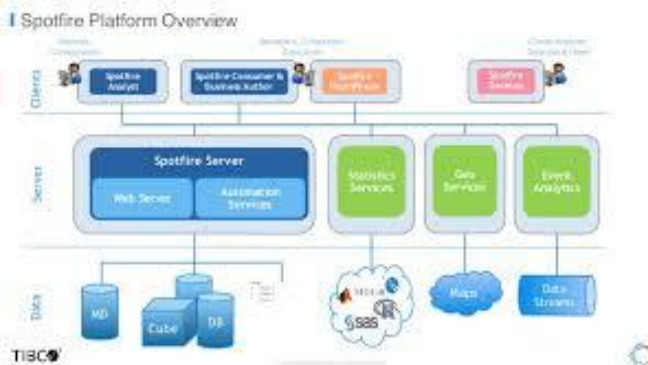 Spotfire Platform Overview
Clients
Spotfire
Analyst
Spotfire Consumer &
Business Author
Spotfire
Spotfire
Server
Spotfire Server
Web Server
Automation
Services
Statistics
Services
Geo
Services
Event
Analytics
Data
MD
Cube
DB
sas
Maps
Data
Streams
TIBCO